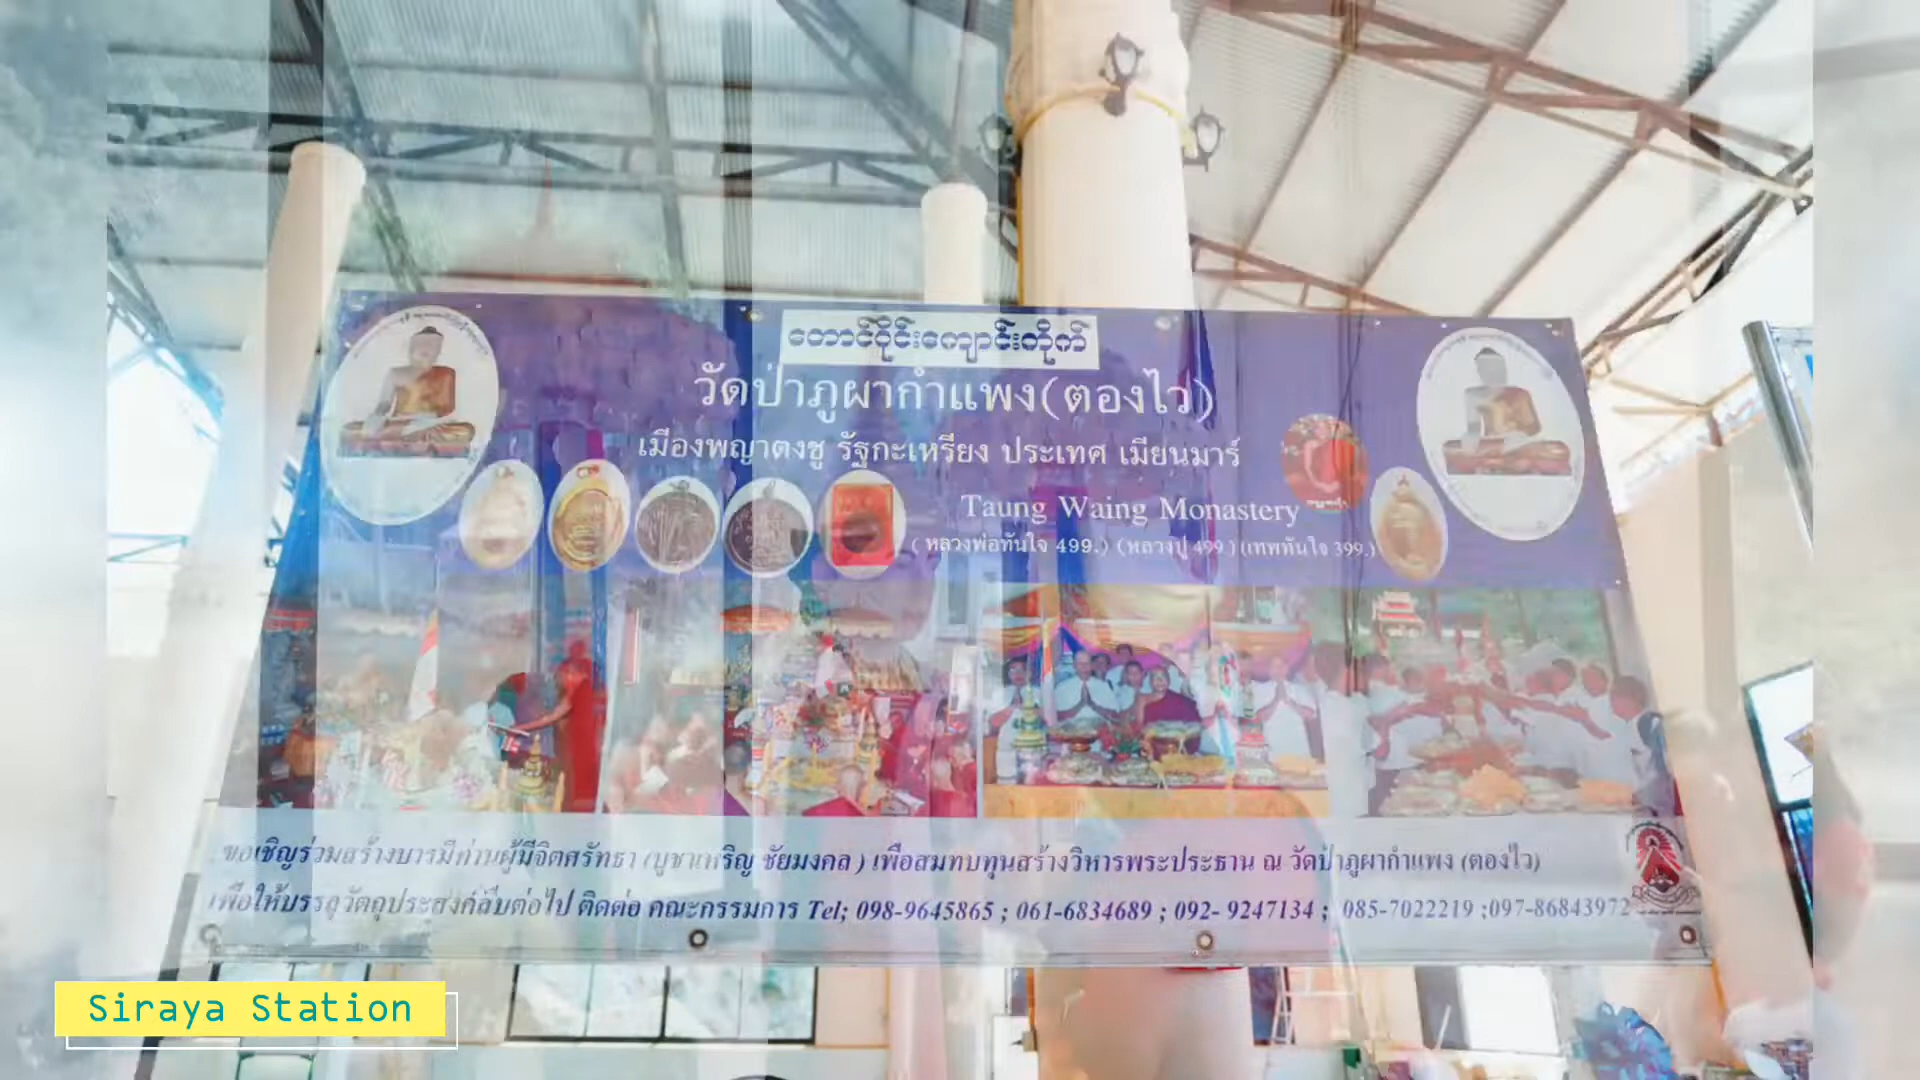 တောင်ဝိုင်းကျောင်းတိုက်
วัดป่าภูผากำแพง(ตองไว)
เมืองพญาตงซู รัฐกะเหรี่ยง ประเทศ เมียนมาร์
Taung Waing Monastery
( หลวงพ่อทันใจ 499.) (หลวงปู่ 499 ) (เทพทันใจ 399.)
ขอเชิญร่วมสร้างบารมีท่านผู้มีจิตศรัทธา (บูชาเหรียญ ชัยมงคล ) เพื่อสมทบทุนสร้างวิหารพระประธาน ณ วัดป่าภูผากำแพง (ตองไว)
เพื่อให้บรรลุวัตถุประสงค์สืบต่อไป ติดต่อ คณะกรรมการ Tel; 098-9645865 ; 061-6834689 ; 092- 9247134 ; 085-7022219 ;097-86843972
Siraya Station